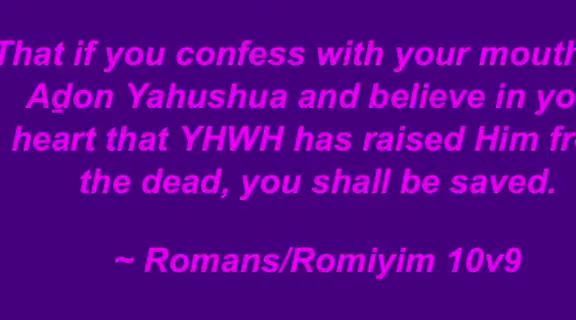 That if you confess with your mouth
Aḏon Yahushua and believe in yo
heart that YHWH has raised Him fr
the dead, you shall be saved.
~ Romans/Romiyim 10v9